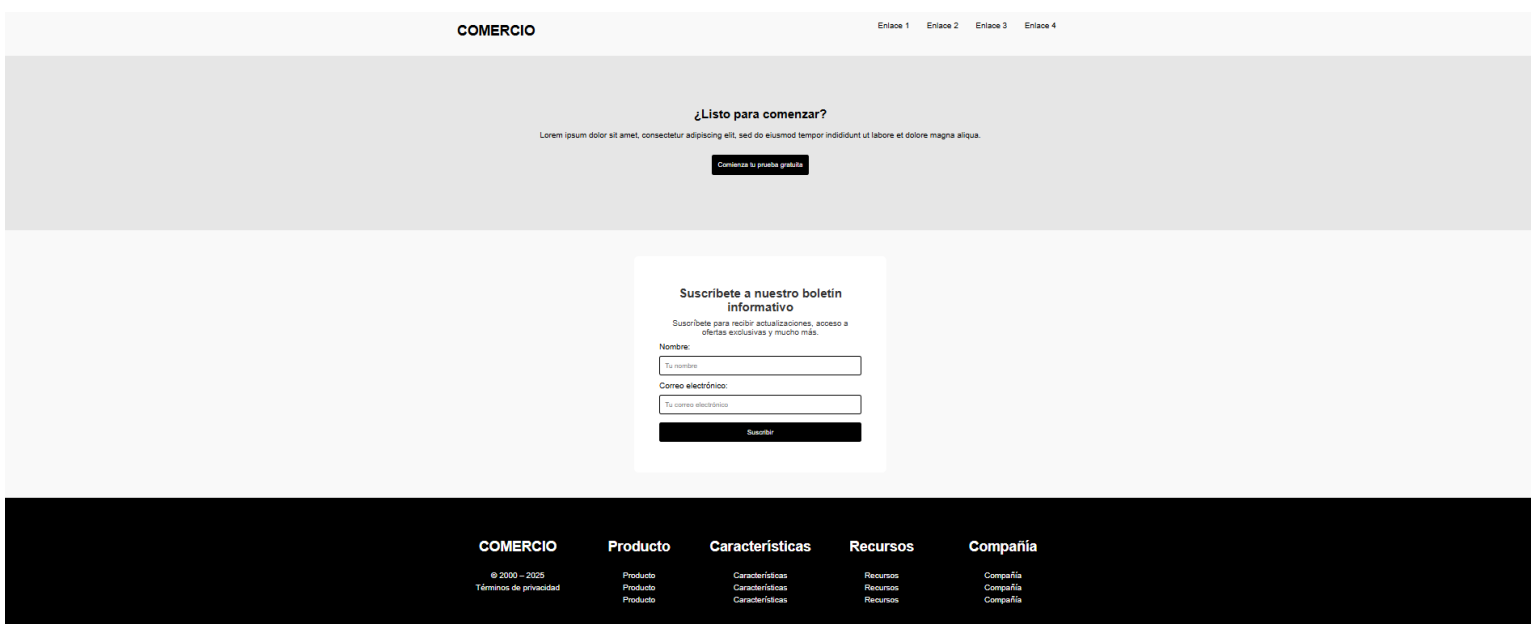 COMERCIO
Enlace 1 Enlace 2 Enlace 3 Enlace 4
¿Listo para comenzar?
Lorem ipsum dolor sit amet, consectetur adipiscing elit, sed do eiusmod tempor indididunt ut labore et dolore magna aliqua.
Comienza tu prueba gratuita
Suscribete a nuestro boletín
informativo
Suscríbete para recibir actualizaciones, acceso a
ofertas exclusivas y mucho más.
Nombre:
Tu nombre
Correo electrónico:
Tu correo electrónico
Suscribir
COMERCIO Producto Características Recursos Compañía
© 2000 – 2025 Producto Características Recursos Compañía
Términos de privacidad Producto Características Recursos Compañía
Producto Características Recursos Compañía